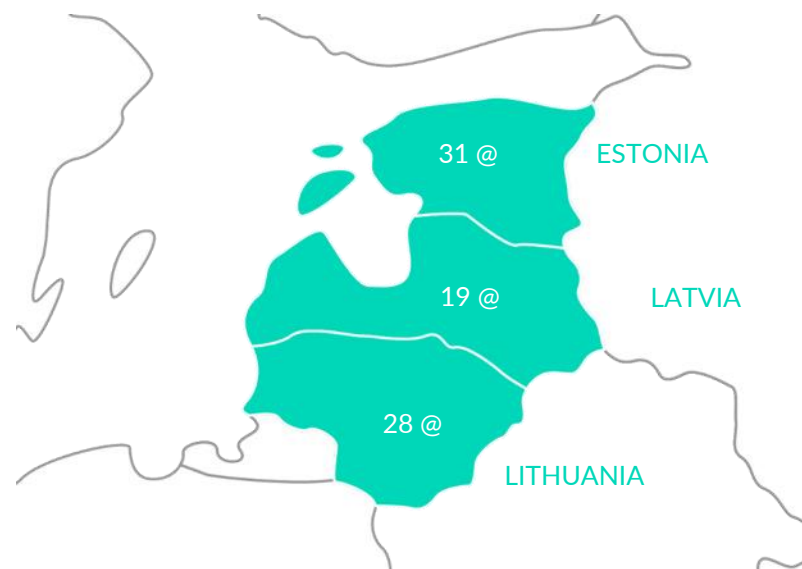 31 @
ESTONIA
19 @
LATVIA
28 @
LITHUANIA